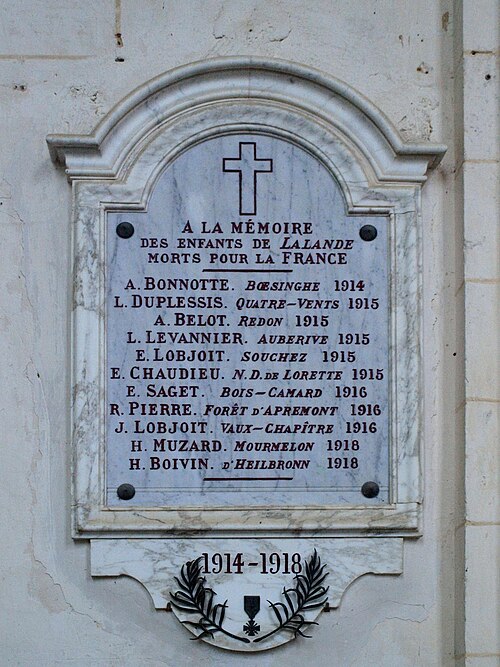 A LA MÉMOIRE
DES ENFANTS DE LALANDE
MORTS POUR LA FRANCE
A. BONNOTTE. BŒSINGHE 1914
L. DUPLESSIS. QUATRE-VENTS 1915
A. BELOT. REDON 1915
L. LEVANNIER. AUBERIVE 1915
E. LOBJOIT. SOUCHEZ 1915
E. CHAUDIEU. N.D. DE LORETTE 1915
E. SAGET. BOIS-CAMARD 1916
R. PIERRE. FORÊT D'APREMONT 1916
J. LOBJOIT. VAUX-CHAPÎTRE 1916
H. MUZARD. MOURMELON 1918
H. BOIVIN. D'HEILBRONN 1918
1914-1918